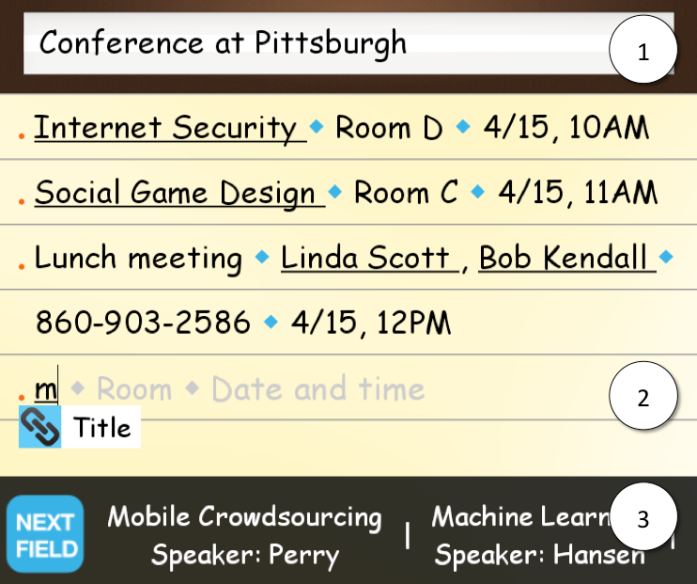 Conference at Pittsburgh
1
. Internet Security ◆ Room D ◆ 4/15, 10AM
. Social Game Design ◆ Room C ◆ 4/15, 11AM
. Lunch meeting ◆ Linda Scott , Bob Kendall ◆
860-903-2586 ◆ 4/15, 12PM
. m ◆ Room ◆ Date and time
2
Title
NEXT FIELD
Mobile Crowdsourcing
Speaker: Perry
|
Machine Learn
Speaker: Hansen
3